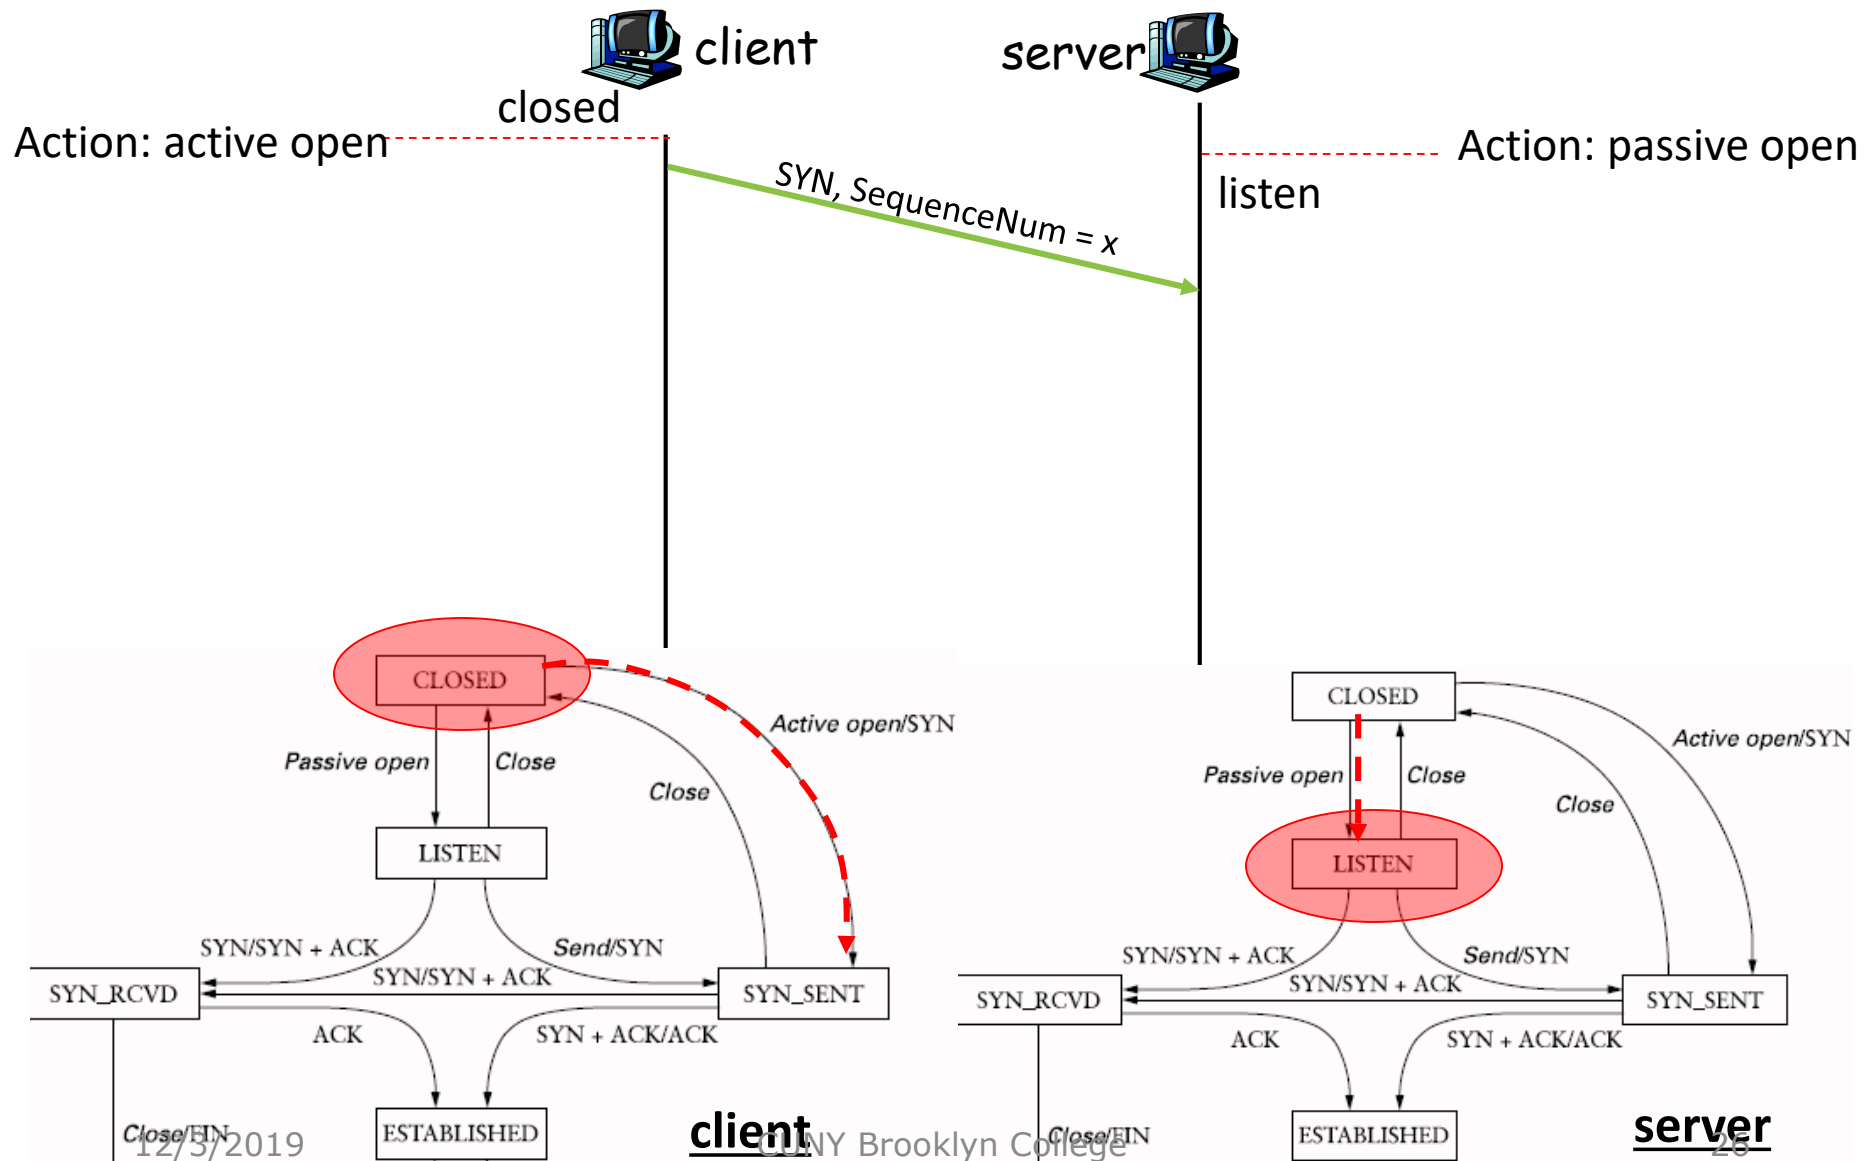 client
server
closed
Action: active open
Action: passive open
SYN, SequenceNum = x
listen
CLOSED
Active open/SYN
Passive open
Close
Close
LISTEN
SYN/SYN + ACK
Send/SYN
SYN/SYN + ACK
SYN_RCVD
SYN_SENT
ACK
SYN + ACK/ACK
Close/FIN
ESTABLISHED
client
CLOSED
Active open/SYN
Passive open
Close
Close
LISTEN
SYN/SYN + ACK
Send/SYN
SYN/SYN + ACK
SYN_RCVD
SYN_SENT
ACK
SYN + ACK/ACK
Close/FIN
ESTABLISHED
server
12/3/2019
CUNY Brooklyn College
26